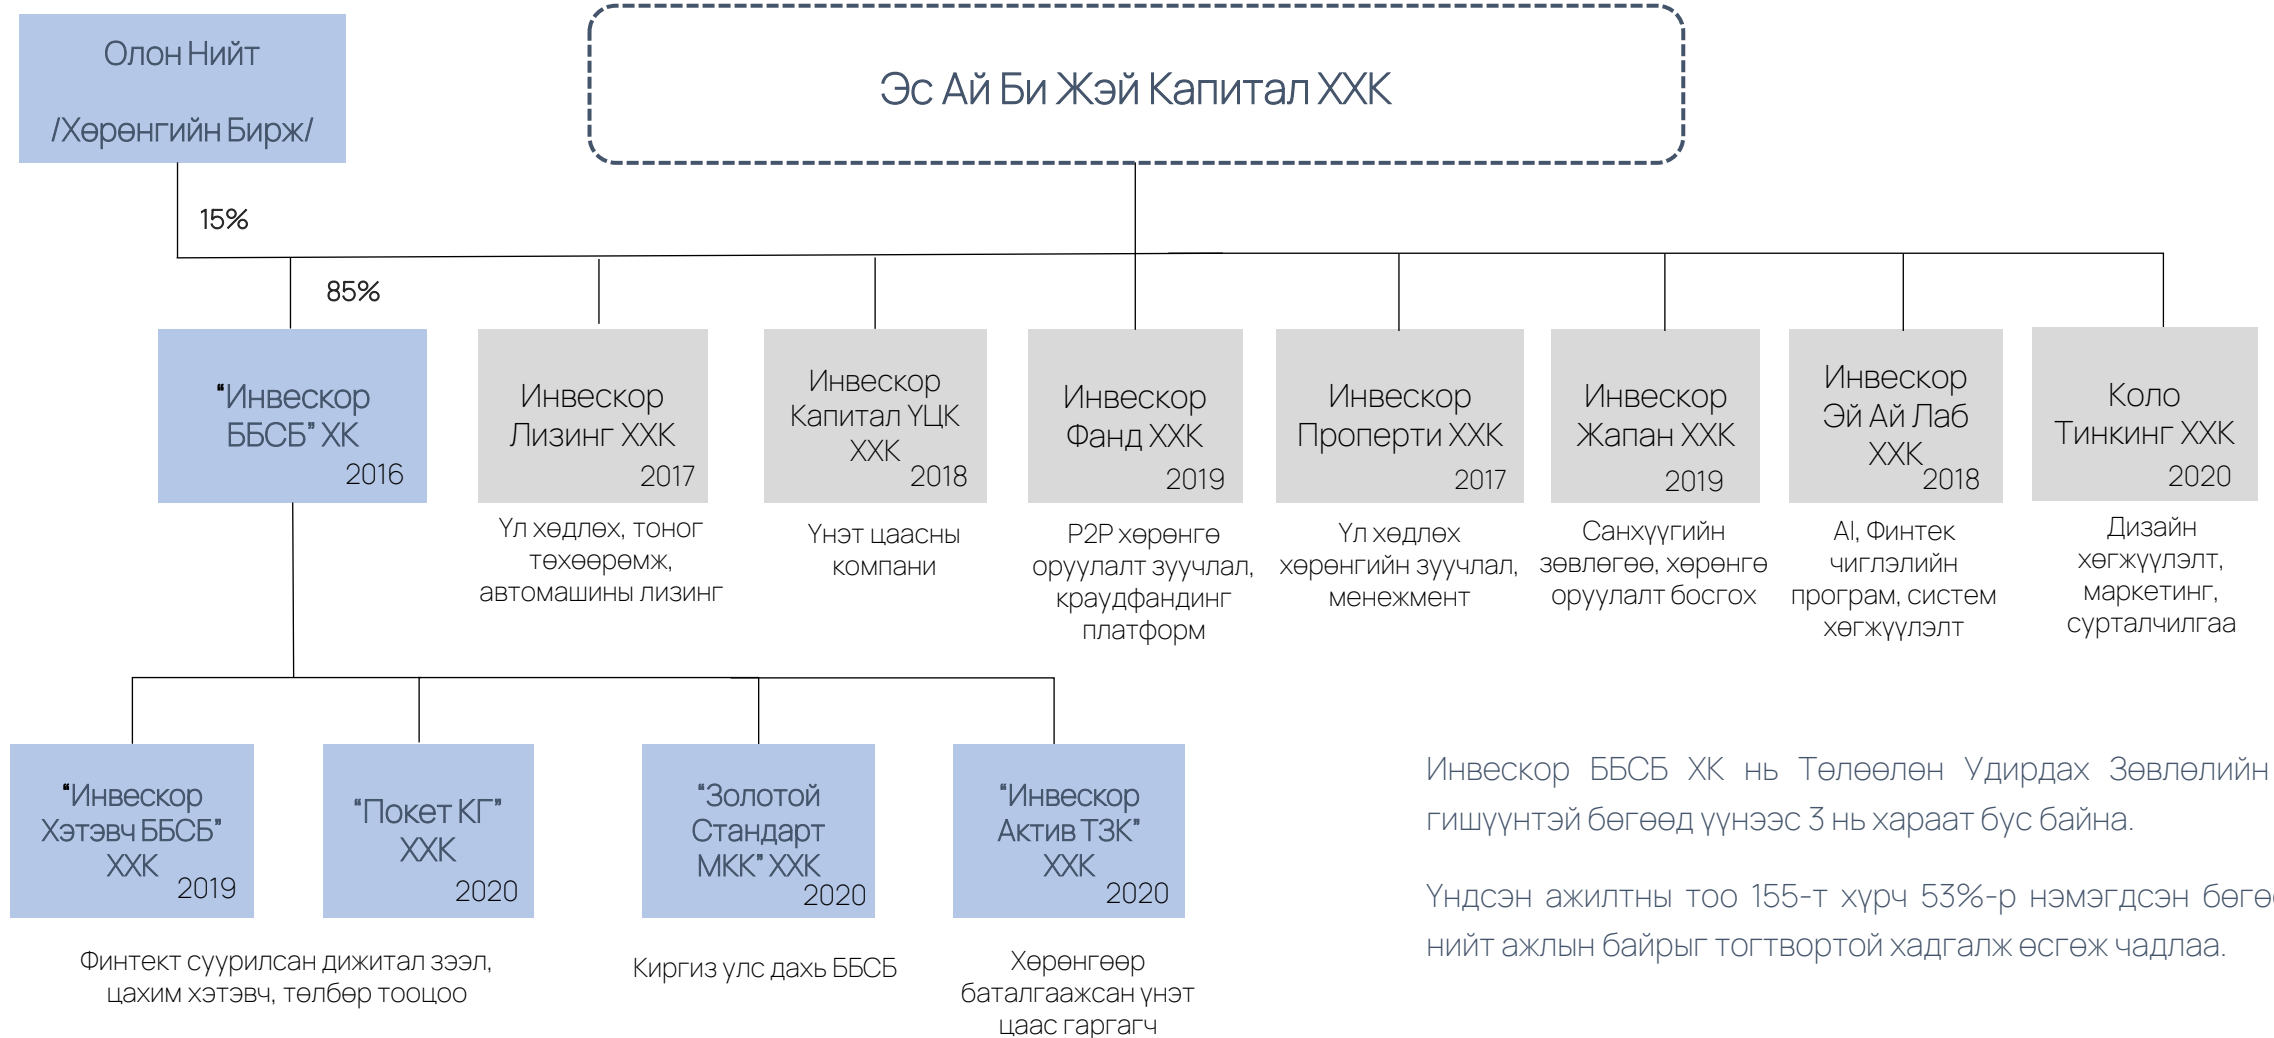 Олон Нийт
/Хөрөнгийн Бирж/
Эс Ай Би Жэй Капитал ХХК
15%
85%
“Инвескор
ББСБ” ХК
2016
Инвескор
Лизинг ХХК
2017
Үл хөдлөх, тоног
төхөөрөмж,
автомашины лизинг
Инвескор
Капитал ҮЦК
ХХК
2018
Үнэт цаасны
компани
Инвескор
Фанд ХХК
2019
P2P хөрөнгө
оруулалт зуучлал,
краудфандинг
платформ
Инвескор
Проперти ХХК
2017
Үл хөдлөх
хөрөнгийн зуучлал,
менежмент
Инвескор
Жапан ХХК
2019
Санхүүгийн
зөвлөгөө, хөрөнгө
оруулалт босгох
Инвескор
Эй Ай Лаб
ХХК
2018
AI, Финтек
чиглэлийн
програм, систем
хөгжүүлэлт
Коло
Тинкинг ХХК
2020
Дизайн
хөгжүүлэлт,
маркетинг,
сурталчилгаа
“Инвескор
Хэтэвч ББСБ”
ХХК
2019
“Покет КГ”
ХХК
2020
Финтект суурилсан дижитал зээл,
цахим хэтэвч, төлбөр тооцоо
“Золотой
Стандарт
МКК” ХХК
2020
Киргиз улс дахь ББСБ
“Инвескор
Актив ТЗК”
ХХК
2020
Хөрөнгөөр
баталгаажсан үнэт
цаас гаргагч
Инвескор ББСБ ХК нь Төлөөлөн Удирдах Зөвлөлийн
гишүүнтэй бөгөөд үүнээс 3 нь хараат бус байна.
Үндсэн ажилтны тоо 155-т хүрч 53%-р нэмэгдсэн
нийт ажлын байрыг тогтвортой хадгалж өсгөж чадлаа.